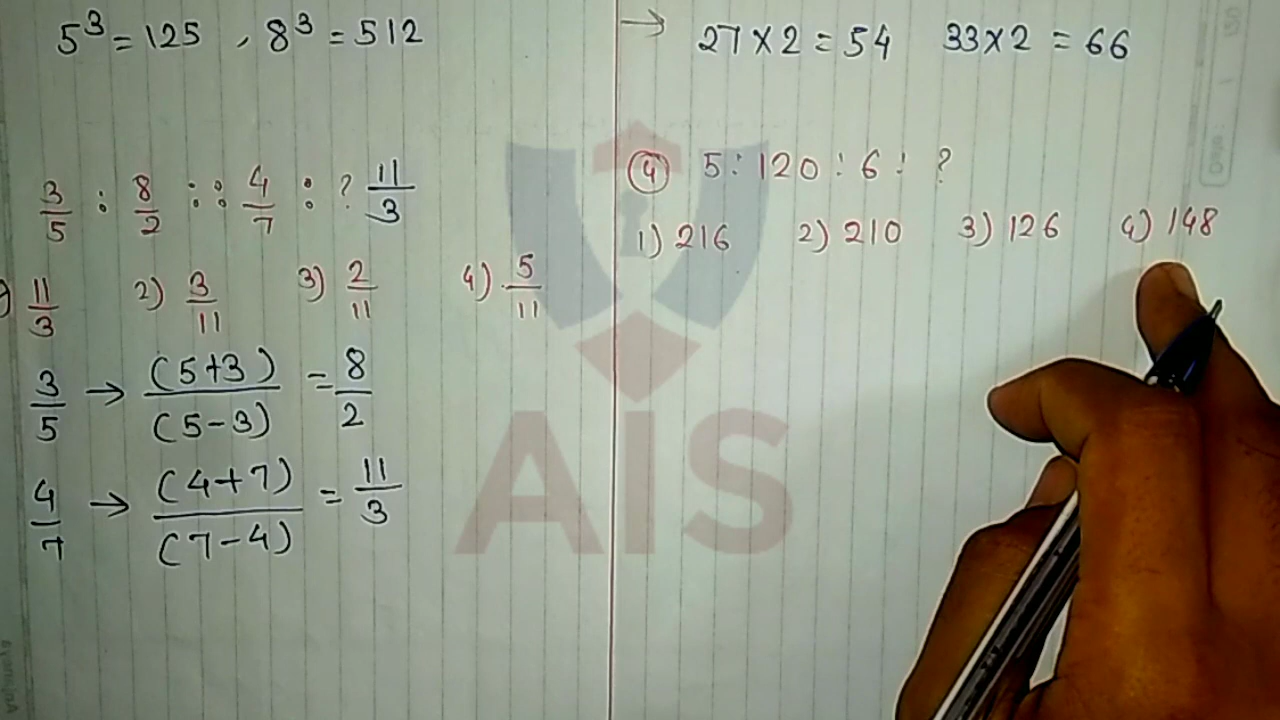 5³ = 125 , 8³ = 512
3/5 : 8/2 :: 4/7 : ? 11/3
11/3 2) 3/11 3) 2/11 4) 5/11
3/5 → (5+3)/(5-3) = 8/2
4/7 → (4+7)/(7-4) = 11/3
→ 27×2 = 54 33×2 = 66
④ 5 : 120 : 6 : ?
1) 216 2) 210 3) 126 4) 148
AIS